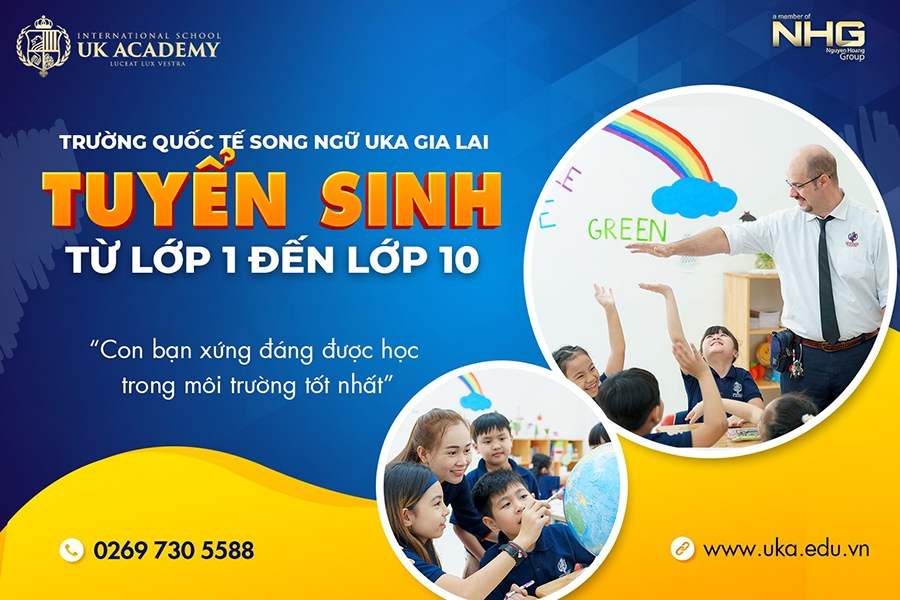 INTERNATIONAL SCHOOL
UK ACADEMY
LUCEAT LUX VESTRA
a member of
NHG
Nguyen Hoang
Group
TRƯỜNG QUỐC TẾ SONG NGỮ UKA GIA LAI
TUYỂN SINH
TỪ LỚP 1 ĐẾN LỚP 10
“Con bạn xứng đáng được học
trong môi trường tốt nhất”
GREEN
0269 730 5588
www.uka.edu.vn